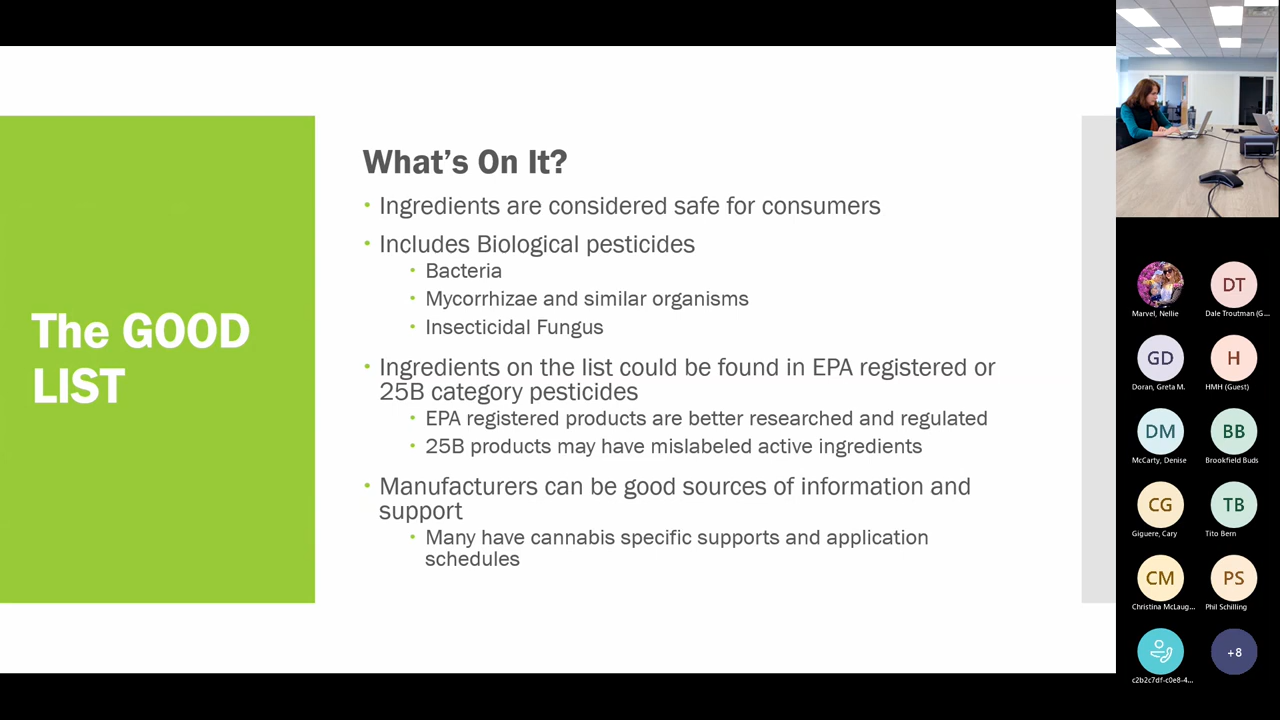 The GOOD
LIST
What's On It?
• Ingredients are considered safe for consumers
• Includes Biological pesticides
• Bacteria
• Mycorrhizae and similar organisms
• Insecticidal Fungus
• Ingredients on the list could be found in EPA registered or
25B category pesticides
• EPA registered products are better researched and regulated
• 25B products may have mislabeled active ingredients
• Manufacturers can be good sources of information and
support
• Many have cannabis specific supports and application
schedules
Marvel, Nellie
DT
Dale Troutman (G...
GD
Doran, Greta M.
H
HMH (Guest)
DM
McCarty, Denise
BB
Brookfield Buds
CG
Giguere, Cary
TB
Tito Bern
CM
Christina McLaug...
PS
Phil Schilling
c2b2c7df-c0e8-4...
+8